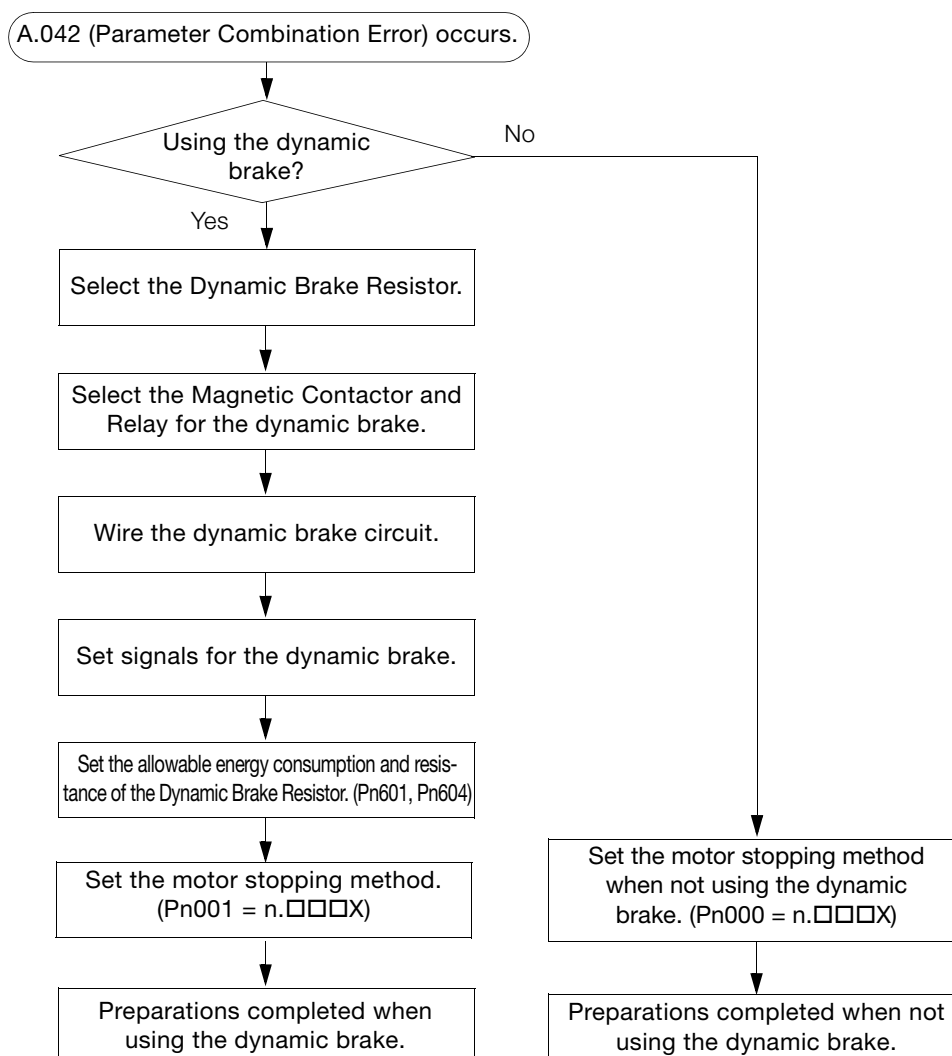 A.042 (Parameter Combination Error) occurs.
Using the dynamic
brake?
No
Yes
Select the Dynamic Brake Resistor.
Select the Magnetic Contactor and
Relay for the dynamic brake.
Wire the dynamic brake circuit.
Set signals for the dynamic brake.
Set the allowable energy consumption and resis-
tance of the Dynamic Brake Resistor. (Pn601, Pn604)
Set the motor stopping method.
(Pn001 = n.□□□X)
Preparations completed when
using the dynamic brake.
Set the motor stopping method
when not using the dynamic
brake. (Pn000 = n.□□□X)
Preparations completed when not
using the dynamic brake.